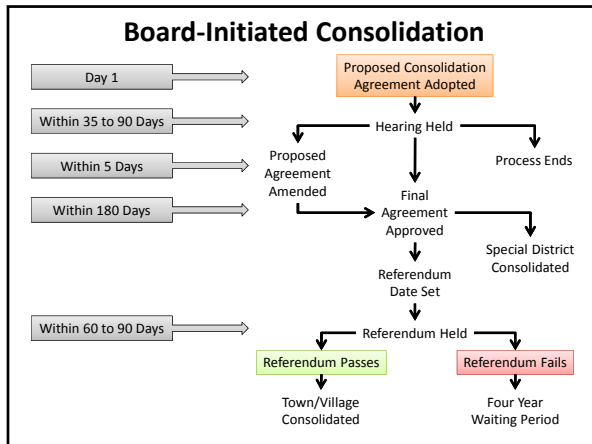 Board-Initiated Consolidation
Day 1
Proposed Consolidation
Agreement Adopted
Within 35 to 90 Days
Hearing Held
Within 5 Days
Proposed
Agreement
Amended
Process Ends
Within 180 Days
Final
Agreement
Approved
Special District
Consolidated
Referendum
Date Set
Within 60 to 90 Days
Referendum Held
Referendum Passes
Referendum Fails
Town/Village
Consolidated
Four Year
Waiting Period